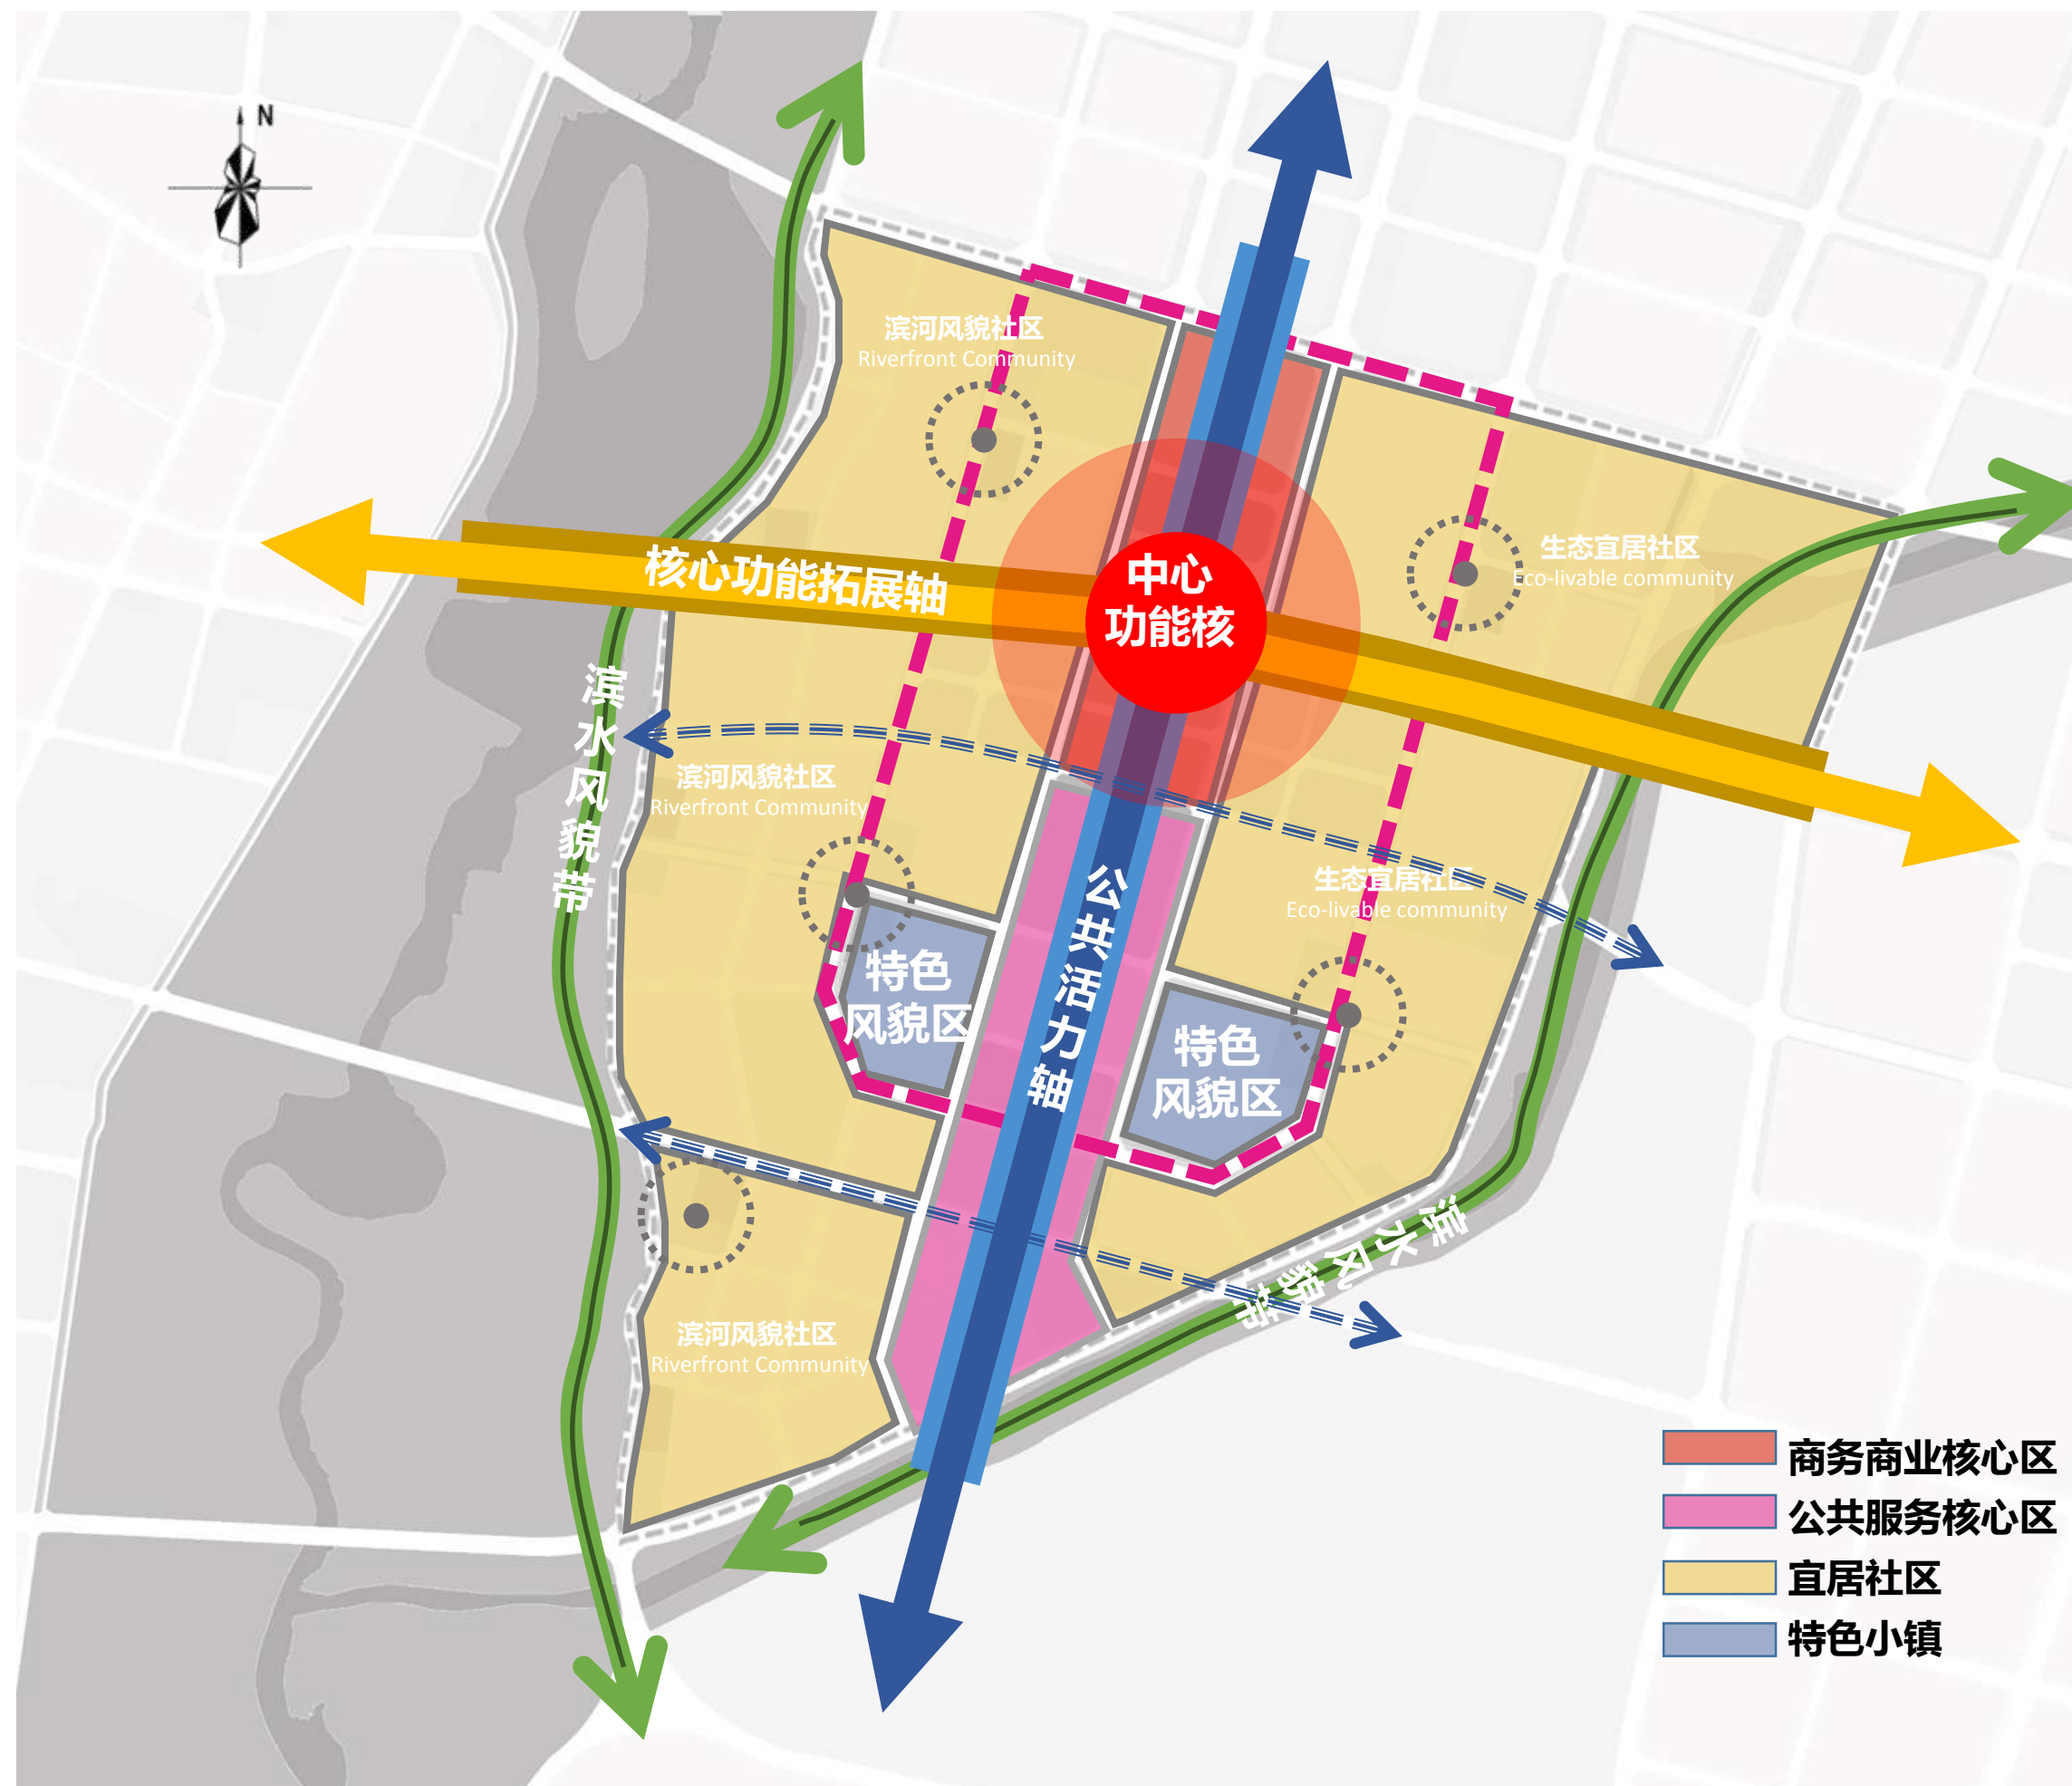 N
滨河风貌社区
Riverfront Community
生态宜居社区
Eco-livable community
核心功能拓展轴
中心
功能核
滨水风貌带
滨河风貌社区
Riverfront Community
生态宜居社区
Eco-livable community
公共活力轴
特色
风貌区
特色
风貌区
滨水风貌带
滨河风貌社区
Riverfront Community
商务商业核心区
公共服务核心区
宜居社区
特色小镇